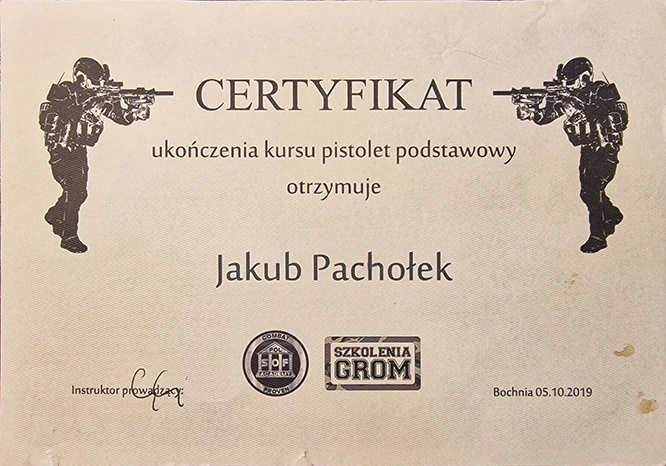 CERTYFIKAT
ukończenia kursu pistolet podstawowy
otrzymuje
Jakub Pachołek
COMBAT
POL
SOF
ACADEMY
PROVEN
SZKOLENIA
GROM
Instruktor prowadzący:
Bochnia 05.10.2019